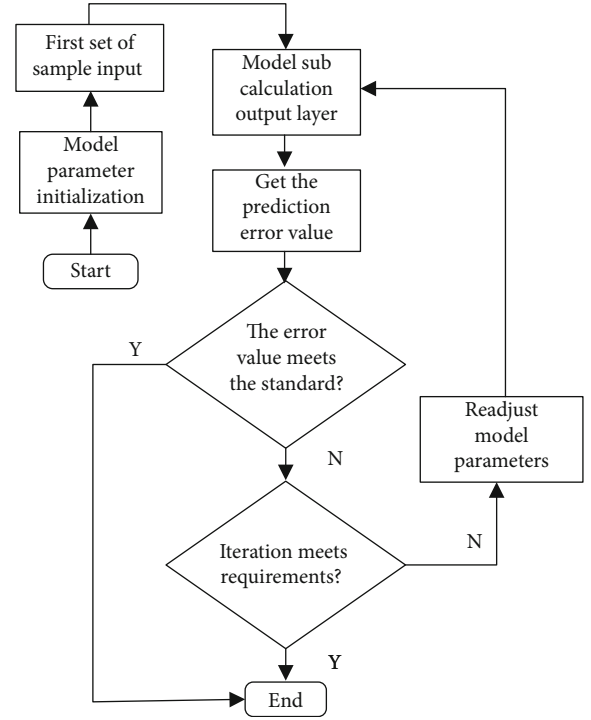 First set of
sample input
Model
parameter
initialization
Start
Model sub
calculation
output layer
Get the
prediction
error value
The error
value meets
the standard?
Y
N
Iteration meets
requirements?
N
Readjust
model
parameters
Y
End